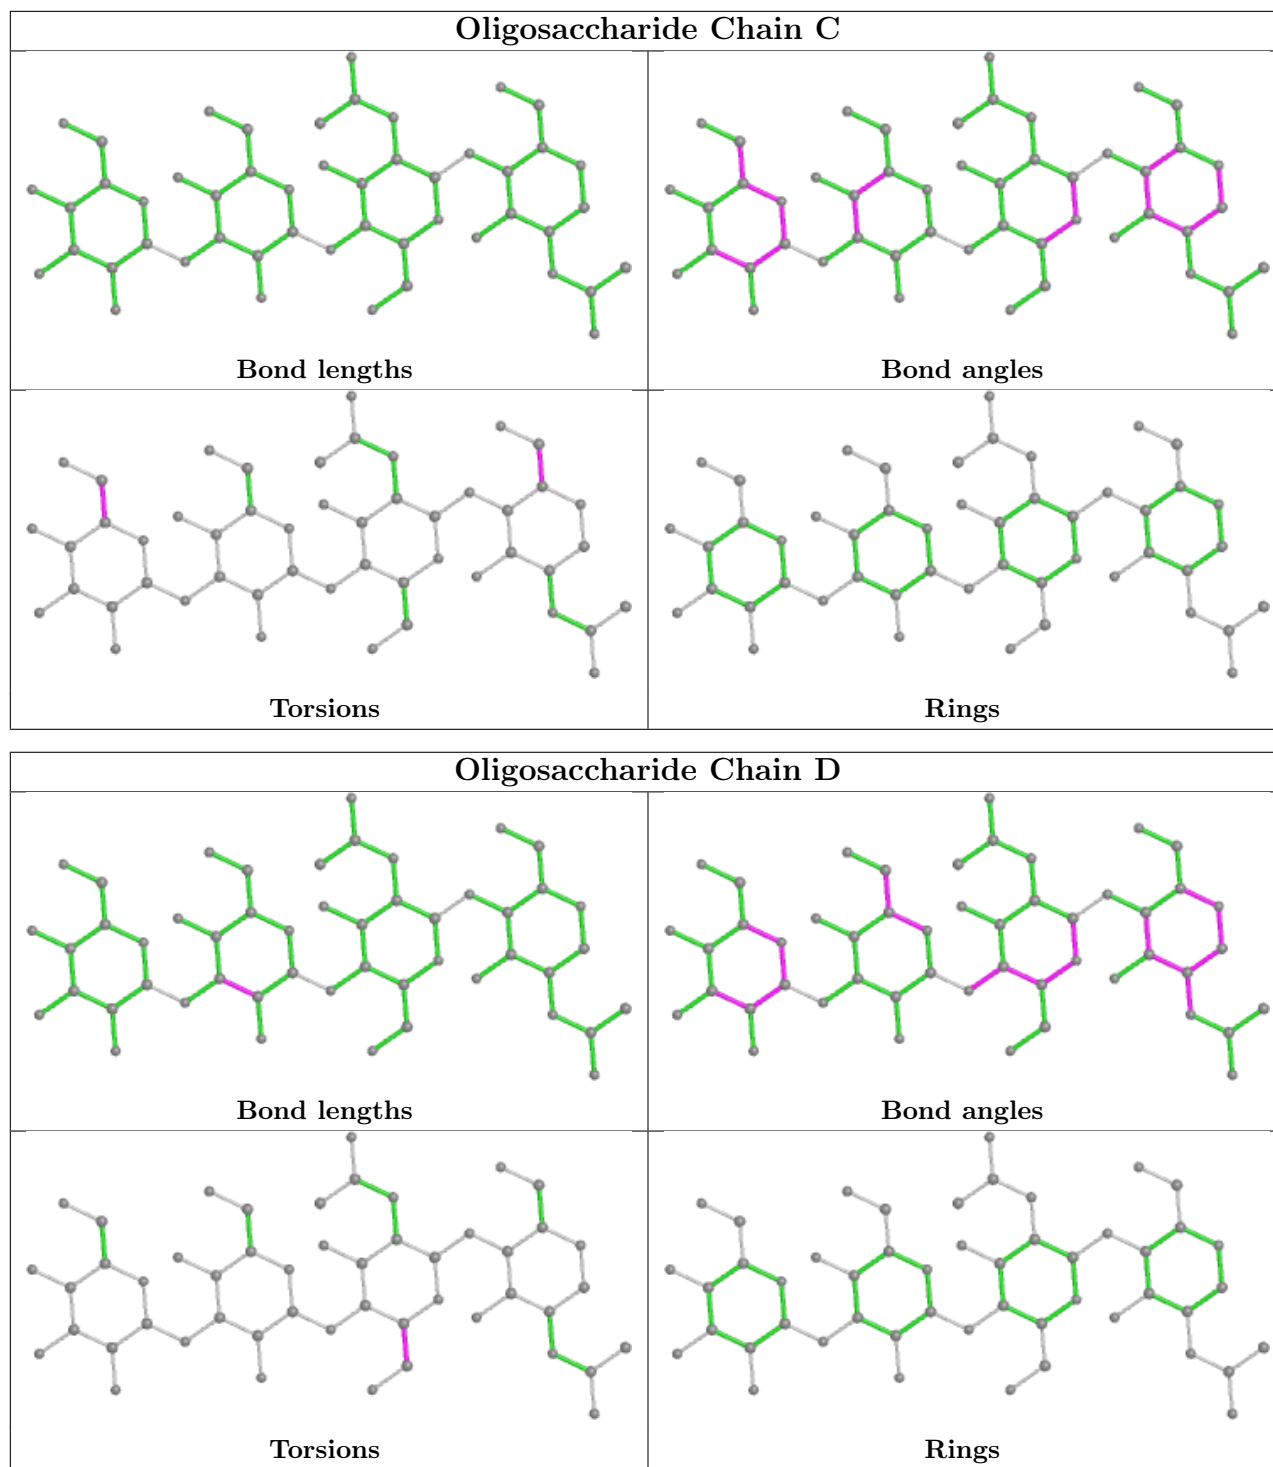 Oligosaccharide Chain C
Bond lengths
Bond angles
Torsions
Rings
Oligosaccharide Chain D
Bond lengths
Bond angles
Torsions
Rings